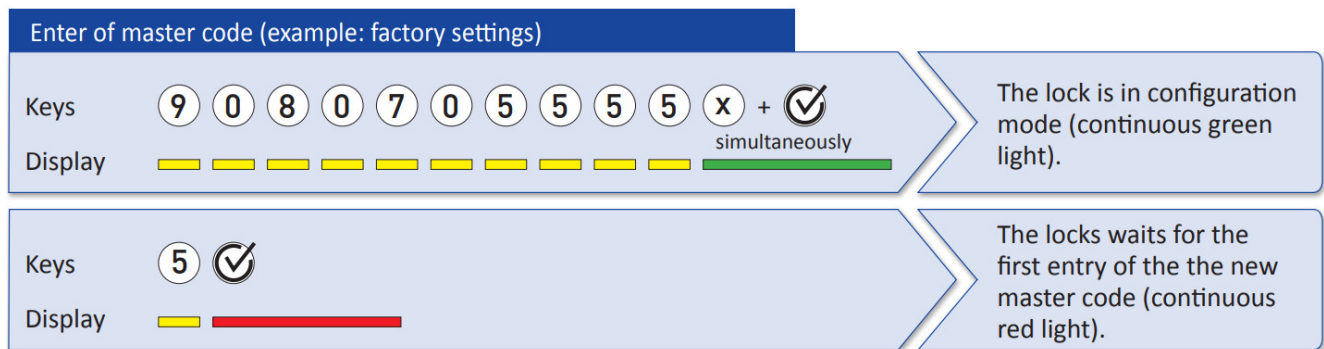 Enter of master code (example: factory settings)
Keys 9 0 8 0 7 0 5 5 5 5 x +
simultaneously
Display
The lock is in configuration
mode (continuous green
light).
Keys 5
Display
The locks waits for the
first entry of the the new
master code (continuous
red light).